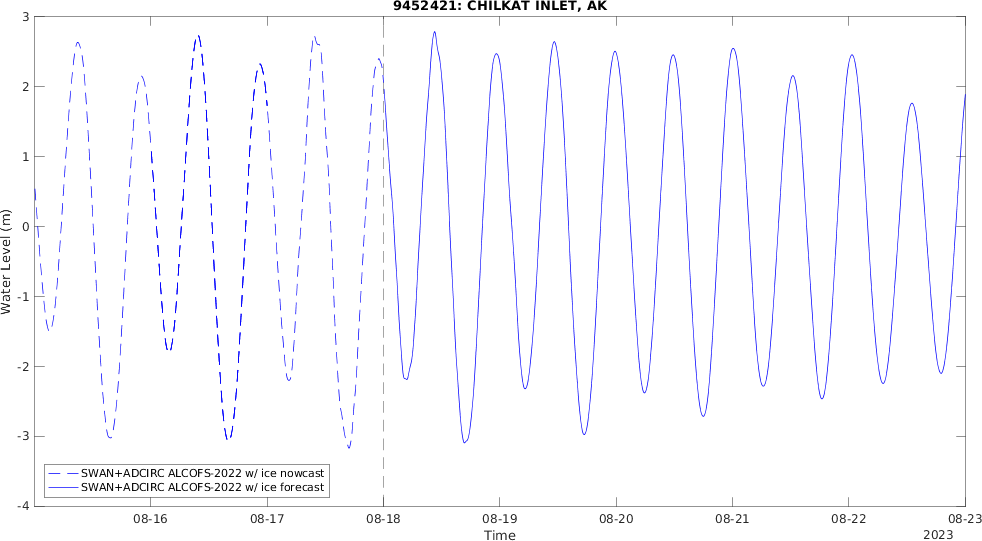 9452421: CHILKAT INLET, AK
3
2
1
0
-1
-2
-3
-4
Water Level (m)
SWAN+ADCIRC ALCOFS-2022 w/ ice nowcast
SWAN+ADCIRC ALCOFS-2022 w/ ice forecast
08-16 08-17 08-18 08-19 08-20 08-21 08-22 08-23
Time
2023